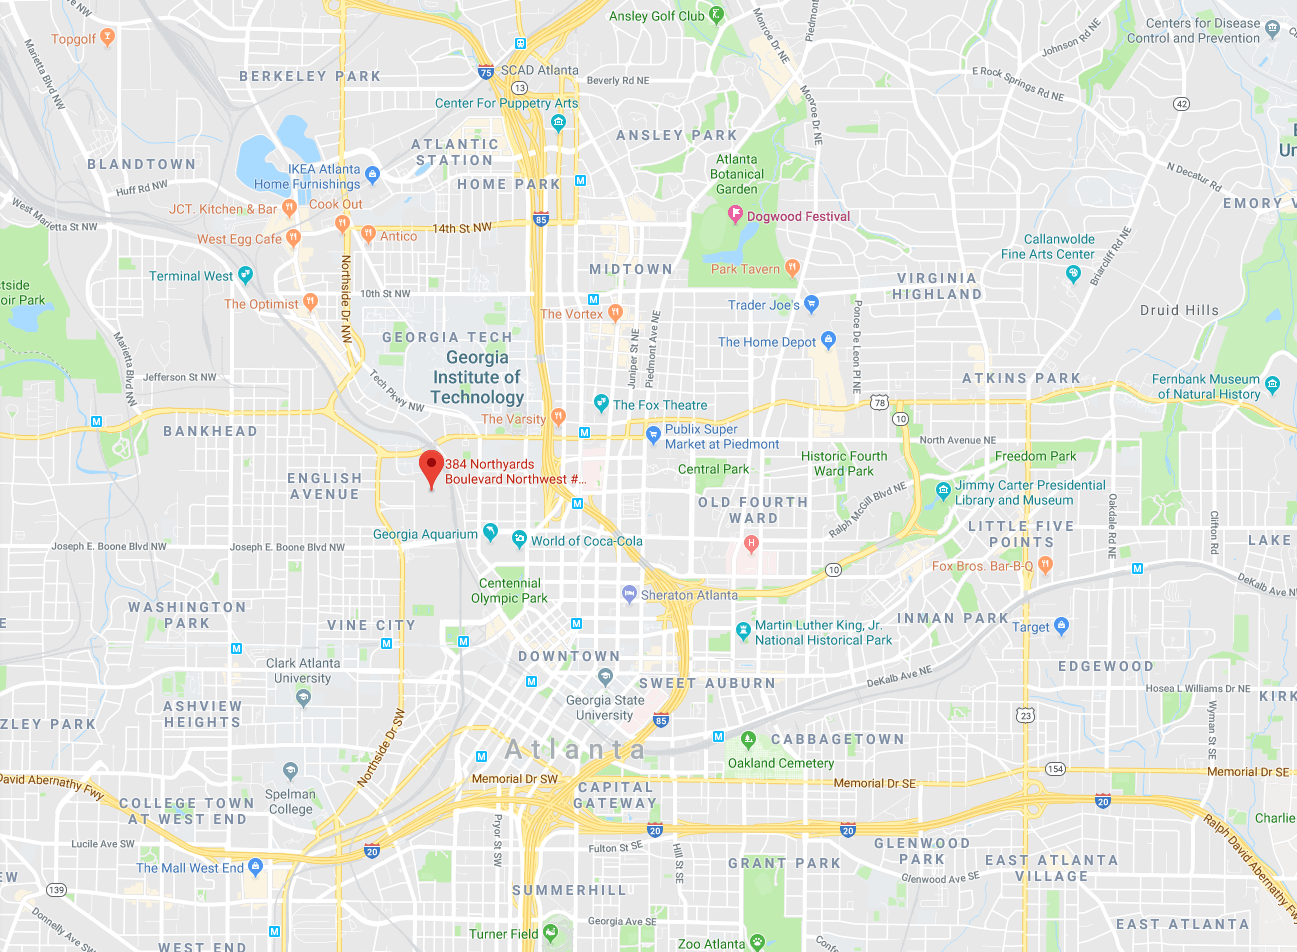 Ansley Golf Club
Piedmont
Monroe Dr NE
Johnson Rd NE
Centers for Disease
Control and Prevention
Topgolf
Marietta Blvd NW
BERKELEY PARK
75
SCAD Atlanta
13
Beverly Rd NE
E Rock Springs Rd NE
42
Center For Puppetry Arts
Monroe Dr NE
ANSLEY PARK
ATLANTIC
STATION
BLANDTOWN
IKEA Atlanta
Home Furnishings
Atlanta
Botanical
Garden
Huff Rd NW
HOME PARK
M
N Decatur Rd
West Marietta St NW
JCT. Kitchen & Bar
Cook Out
EMORY V
85
Dogwood Festival
West Egg Cafe
Antico
14th St NW
Callanwolde
Fine Arts Center
Briarcliff Rd NE
Terminal West
MIDTOWN
Park Tavern
VIRGINIA
HIGHLAND
stside
oir Park
10th St NW
Northside Dr NW
The Optimist
M
The Vortex
Trader Joe's
Ponce De Leon Pl NE
Druid Hills
GEORGIA TECH
Georgia
Institute of
Technology
Juniper St NE
Piedmont Ave NE
The Home Depot
Marietta Blvd NW
Jefferson St NW
Tech Pkwy NW
ATKINS PARK
Fernbank Museum
of Natural History
The Fox Theatre
78
10
M
The Varsity
BANKHEAD
M
Publix Super
Market at Piedmont
North Avenue NE
384 Northyards
Boulevard Northwest #...
Central Park
Historic Fourth
Ward Park
Freedom Park
ENGLISH
AVENUE
M
OLD FOURTH
WARD
Ralph McGill Blvd NE
Jimmy Carter Presidential
Library and Museum
Oakdale Rd NE
Clifton Rd
LITTLE FIVE
POINTS
Georgia Aquarium
World of Coca-Cola
H
LAKE
Joseph E. Boone Blvd NW
Joseph E. Boone Blvd NW
10
Fox Bros. Bar-B-Q
M
DeKalb Ave N
Centennial
Olympic Park
Sheraton Atlanta
WASHINGTON
PARK
VINE CITY
M
Martin Luther King, Jr.
National Historical Park
INMAN PARK
Target
M
M
M
DOWNTOWN
Clark Atlanta
University
M
SWEET AUBURN
DeKalb Ave NE
EDGEWOOD
Georgia State
University
Hosea L Williams Dr NE
KIRK
ASHVIEW
HEIGHTS
ZLEY PARK
85
23
Wyman St SE
Northside Dr SW
M
Atlanta
M
CABBAGETOWN
Oakland Cemetery
154
Memorial Dr SW
Memorial Dr SE
Memorial Dr SE
David Abernathy Fwy
Spelman
College
CAPITAL
GATEWAY
COLLEGE TOWN
AT WEST END
20
Pryor St SW
20
20
Ralph David Abernathy Fwy
Charlie
Lucile Ave SW
20
Fulton St SE
Hill St SE
GLENWOOD
PARK
The Mall West End
GRANT PARK
EAST ATLANTA
VILLAGE
Glenwood Ave SE
EW
139
SUMMERHILL
Donnelly Ave SW
M
Turner Field
Georgia Ave SE
EAST ATLANTA
WEST END
Zoo Atlanta